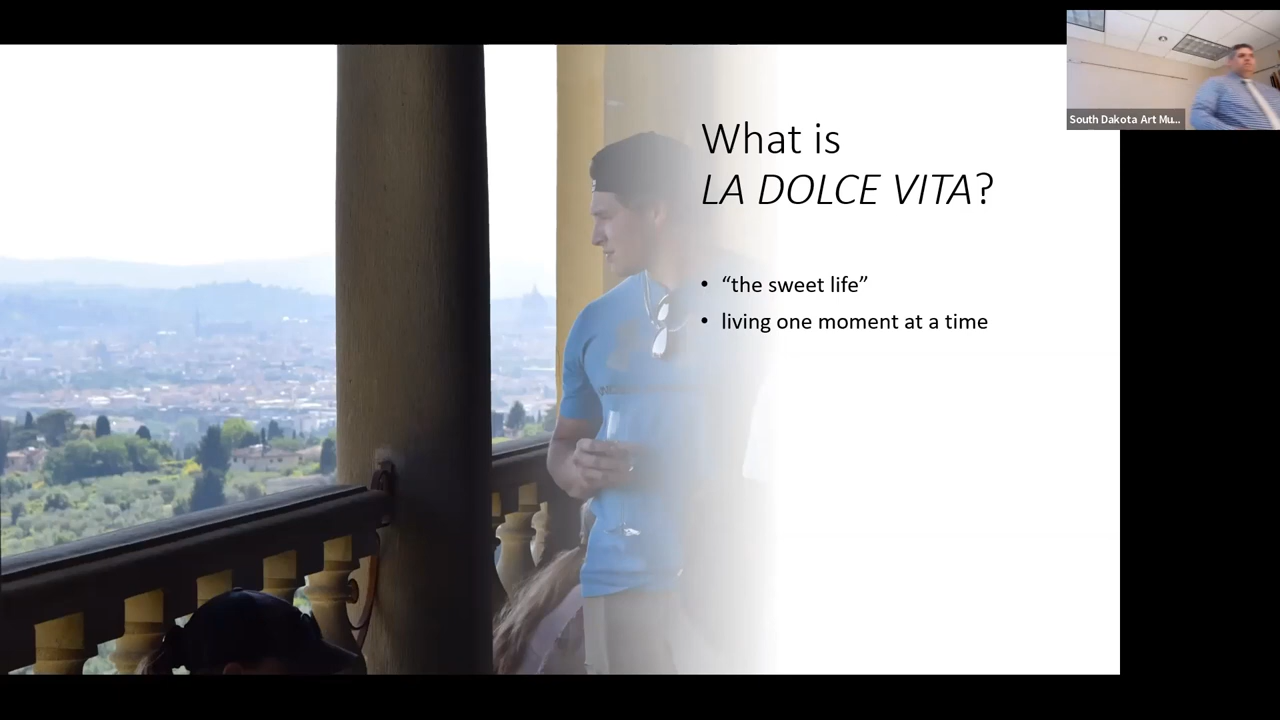 South Dakota Art Mu...
What is
LA DOLCE VITA?
• “the sweet life”
• living one moment at a time